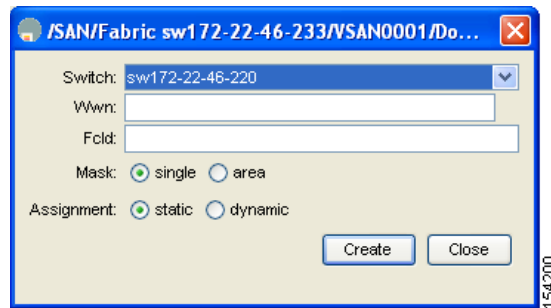 /SAN/Fabric sw172-22-46-233/VSAN0001/Do...
Switch: sw172-22-46-220
Wwn:
FcId:
Mask: single area
Assignment: static dynamic
Create Close
154200